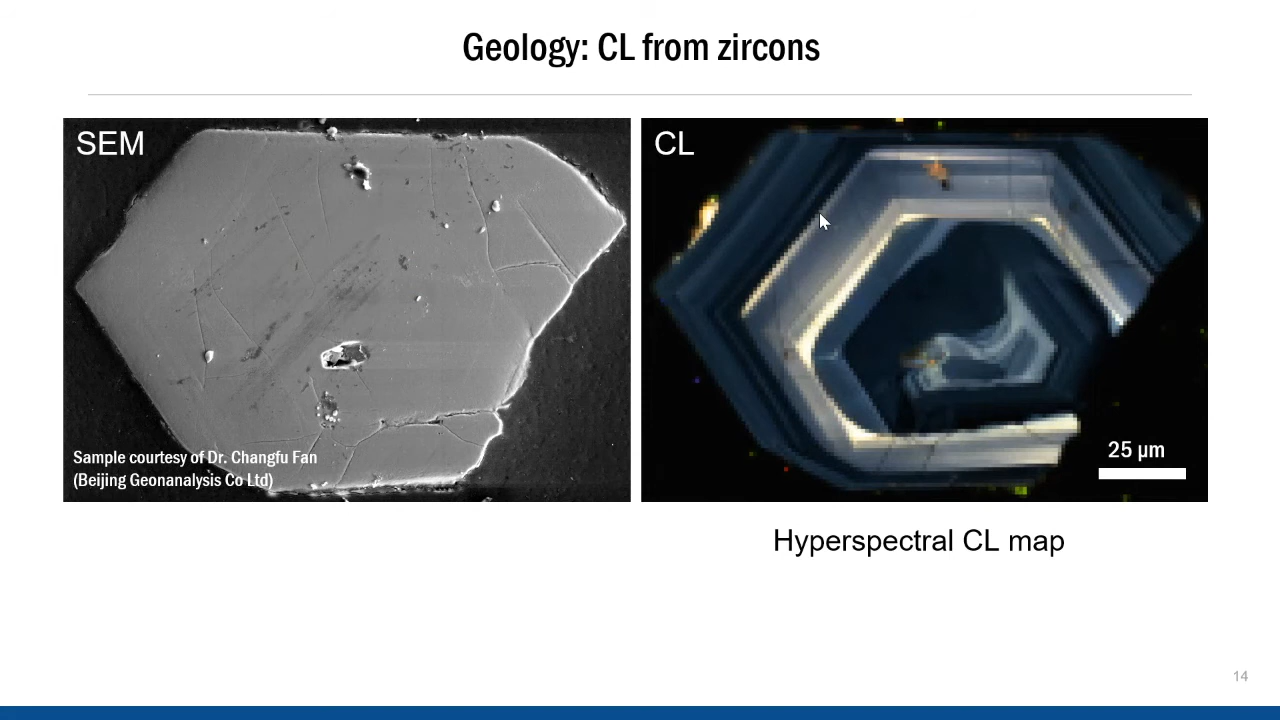 Geology: CL from zircons
SEM
CL
Sample courtesy of Dr. Changfu Fan
(Beijing Geonanalysis Co Ltd)
25 µm
Hyperspectral CL map
14